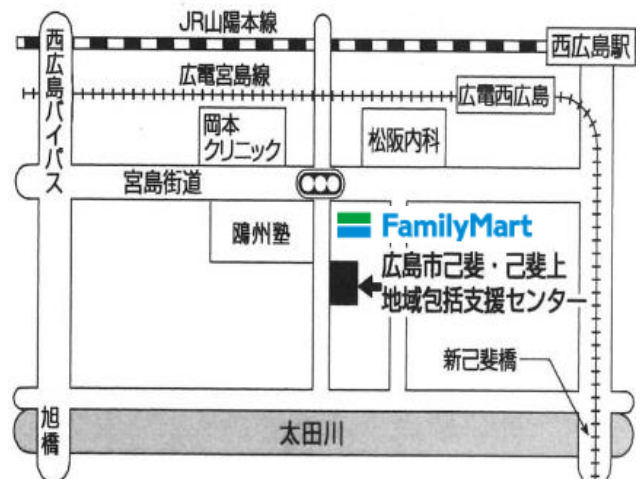 JR山陽本線
西広島駅
西広島バイパス
広電宮島線
広電西広島
岡本
クリニック
松阪内科
宮島街道
鴎州塾
FamilyMart
広島市己斐・己斐上
地域包括支援センター
新己斐橋
旭橋
太田川